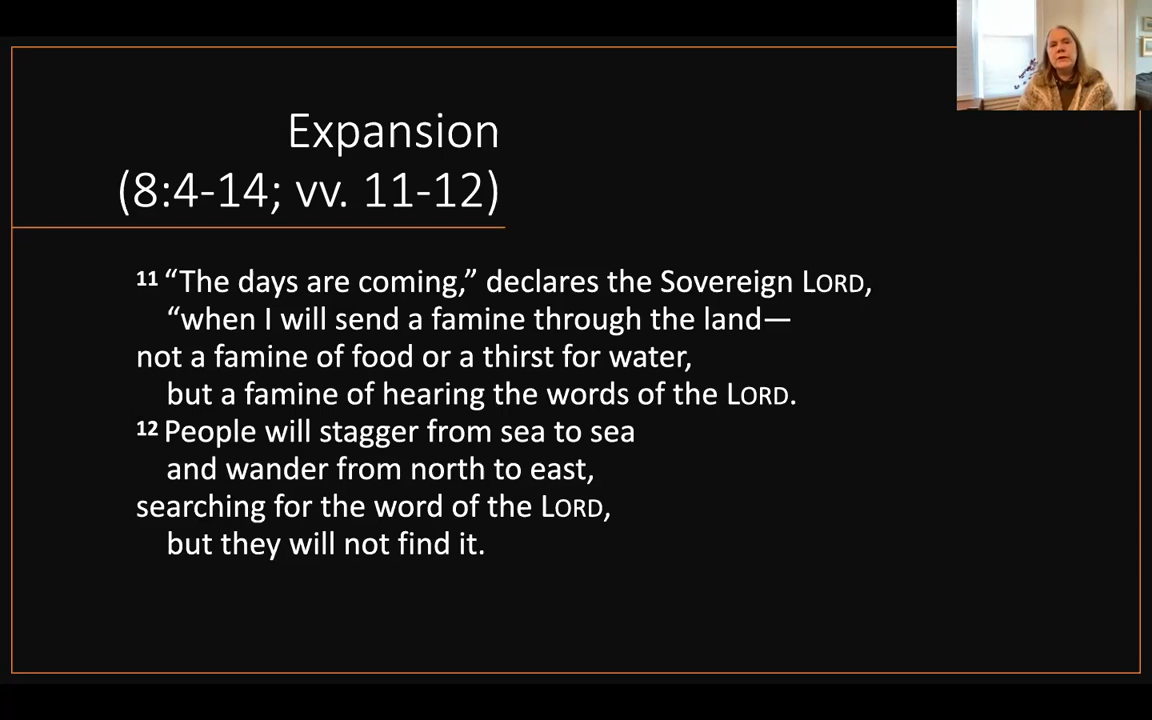 Expansion
(8:4-14; vv. 11-12)
11 “The days are coming,” declares the Sovereign LORD,
“when I will send a famine through the land—
not a famine of food or a thirst for water,
but a famine of hearing the words of the LORD.
12 People will stagger from sea to sea
and wander from north to east,
searching for the word of the LORD,
but they will not find it.